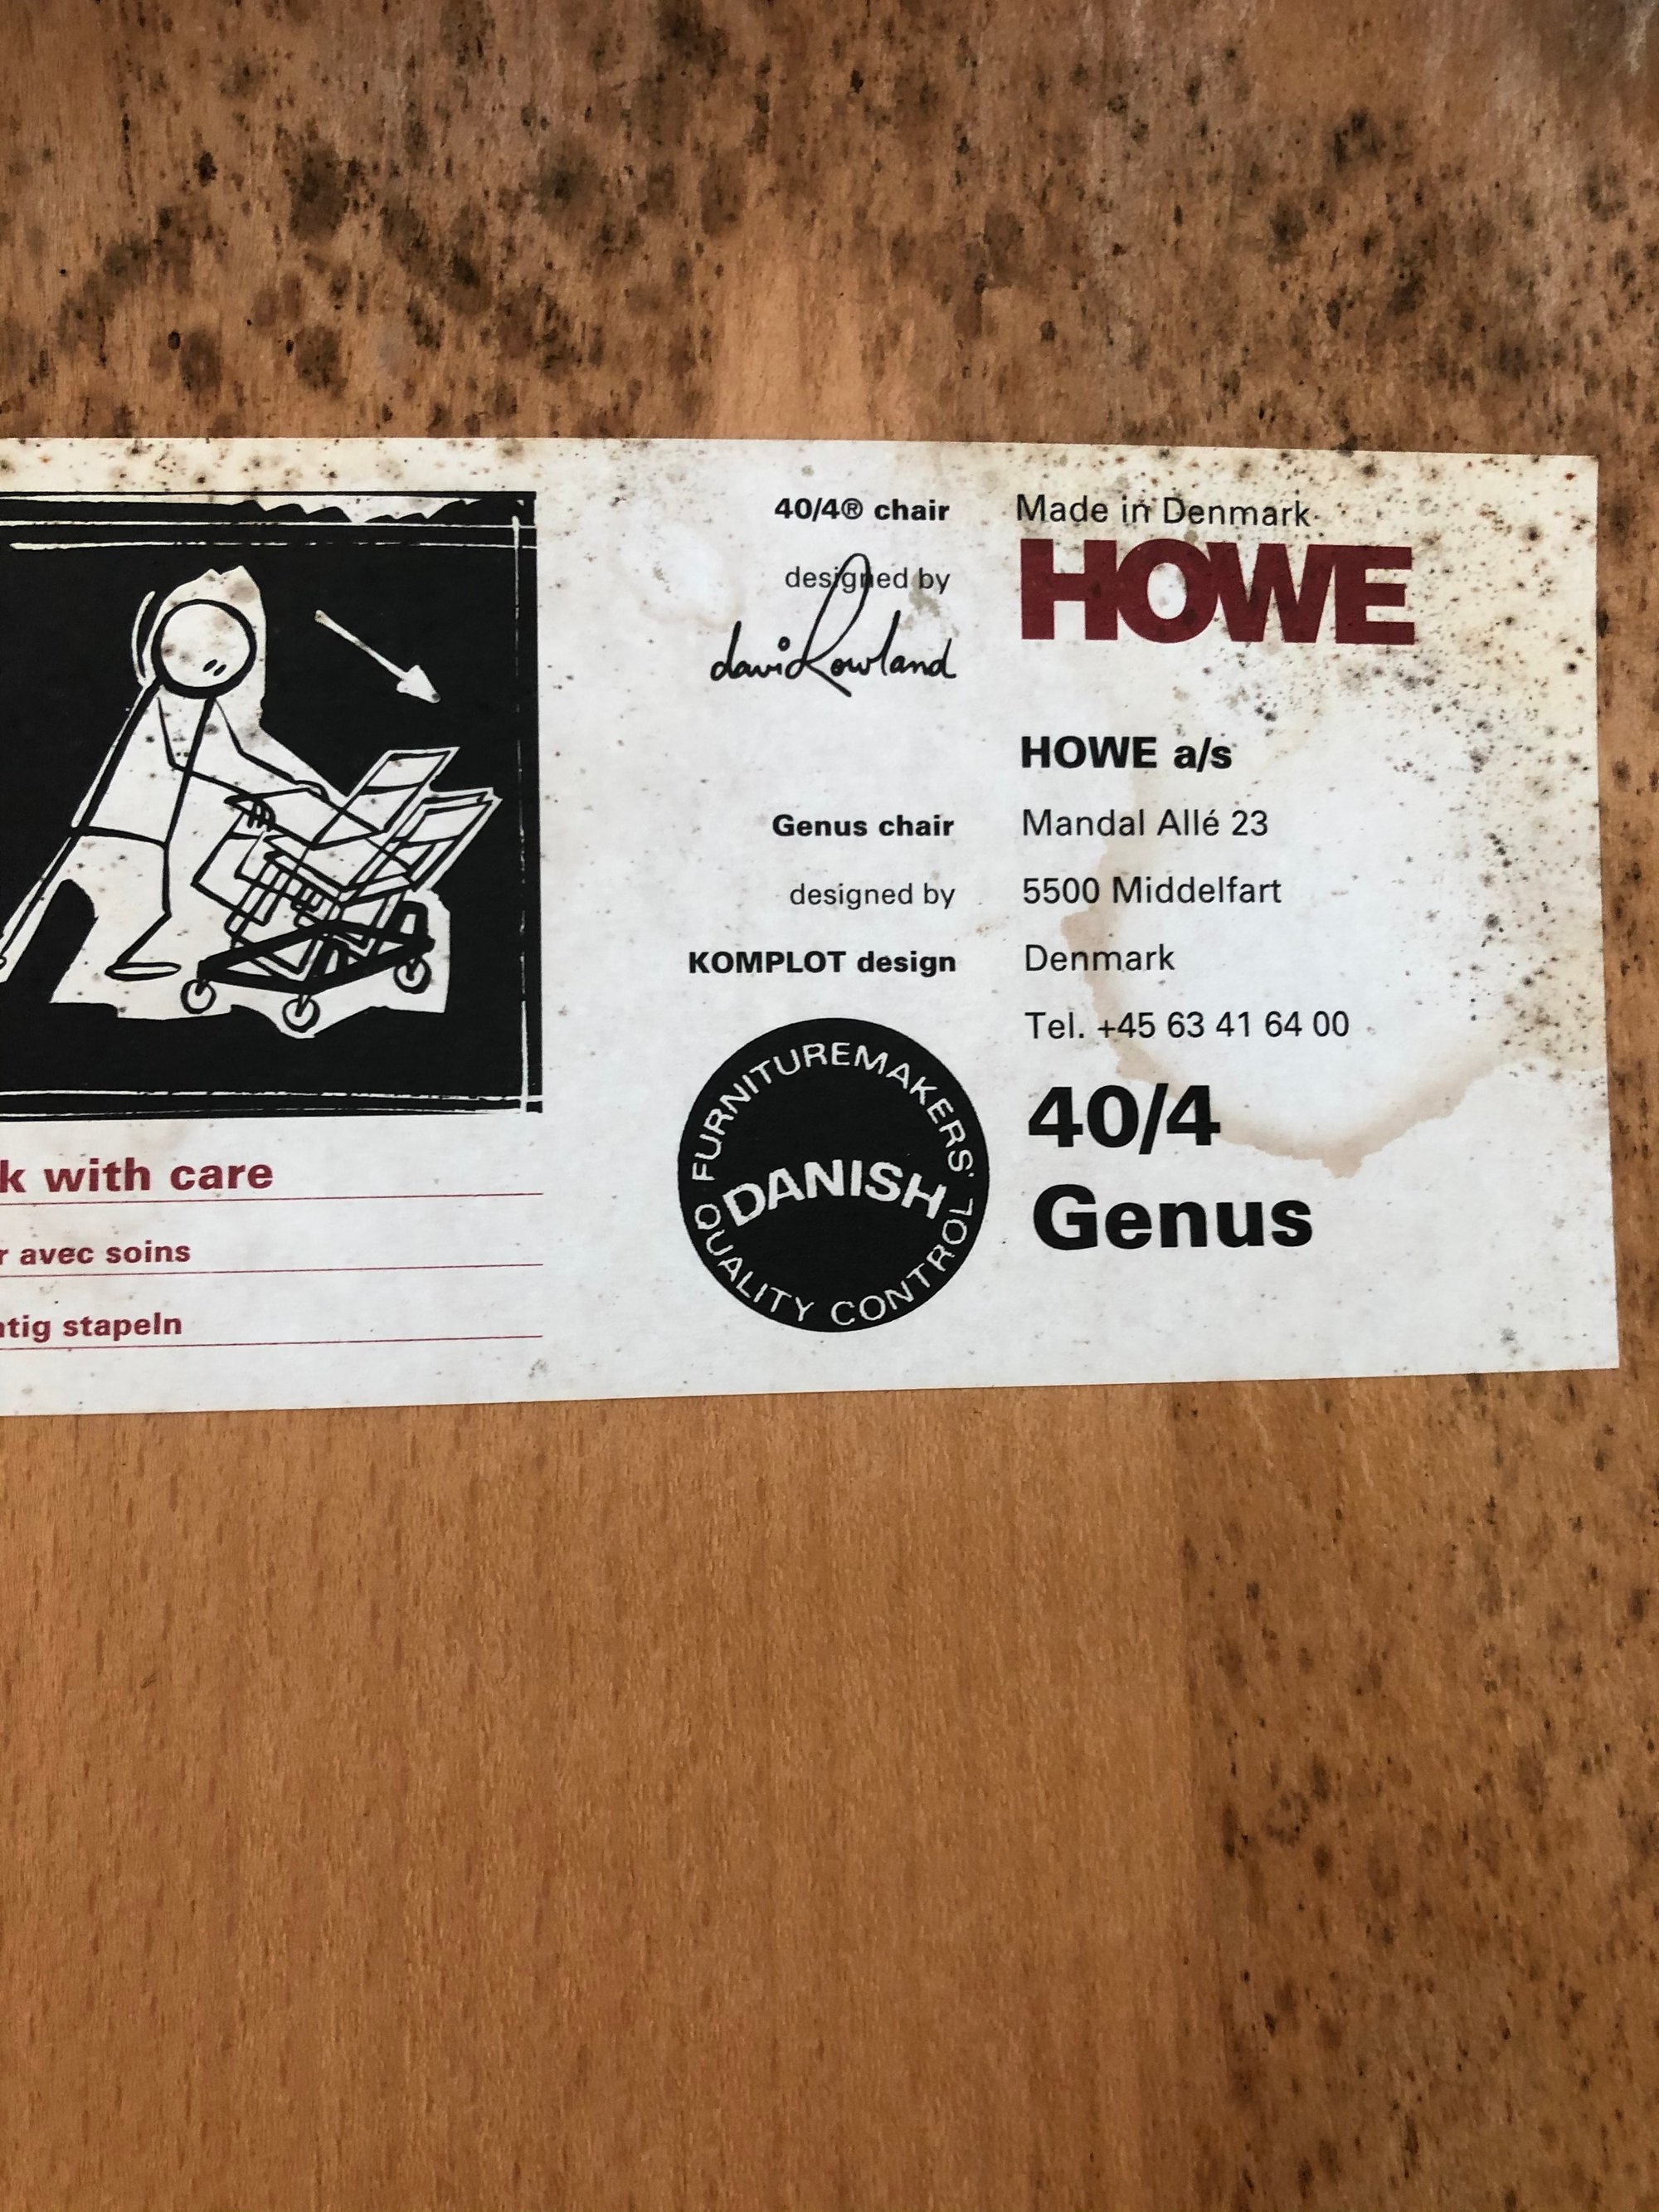 k with care
r avec soins
tig stapeln
40/4® chair
designed by
david Rowland
Genus chair
designed by
KOMPLOT design
FURNITUREMAKERS'
DANISH
QUALITY CONTROL
Made in Denmark
HOWE
HOWE a/s
Mandal Allé 23
5500 Middelfart
Denmark
Tel. +45 63 41 64 00
40/4
Genus